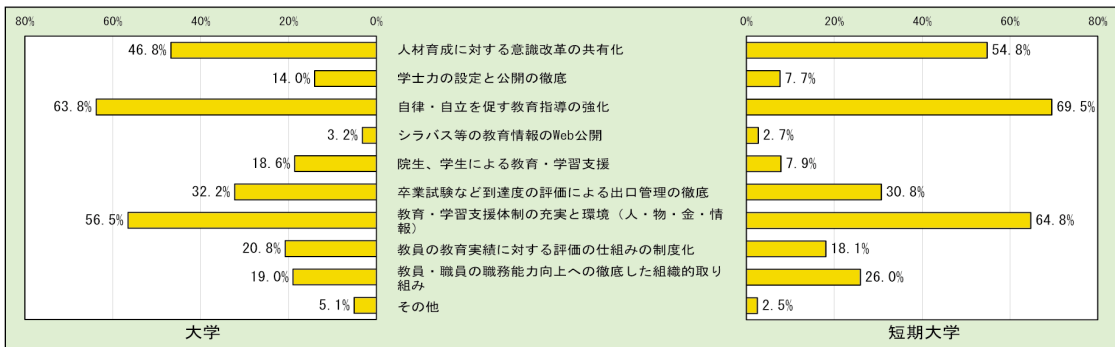 80% 60% 40% 20% 0% 0% 20% 40% 60% 80%
46.8% 人材育成に対する意識改革の共有化 54.8%
14.0% 学士力の設定と公開の徹底 7.7%
63.8% 自律・自立を促す教育指導の強化 69.5%
3.2% シラバス等の教育情報のWeb公開 2.7%
18.6% 院生、学生による教育・学習支援 7.9%
32.2% 卒業試験など到達度の評価による出口管理の徹底 30.8%
56.5% 教育・学習支援体制の充実と環境（人・物・金・情 64.8%
報）
20.8% 教員の教育実績に対する評価の仕組みの制度化 18.1%
19.0% 教員・職員の職務能力向上への徹底した組織的取り 26.0%
組み
5.1% その他 2.5%
大学 短期大学